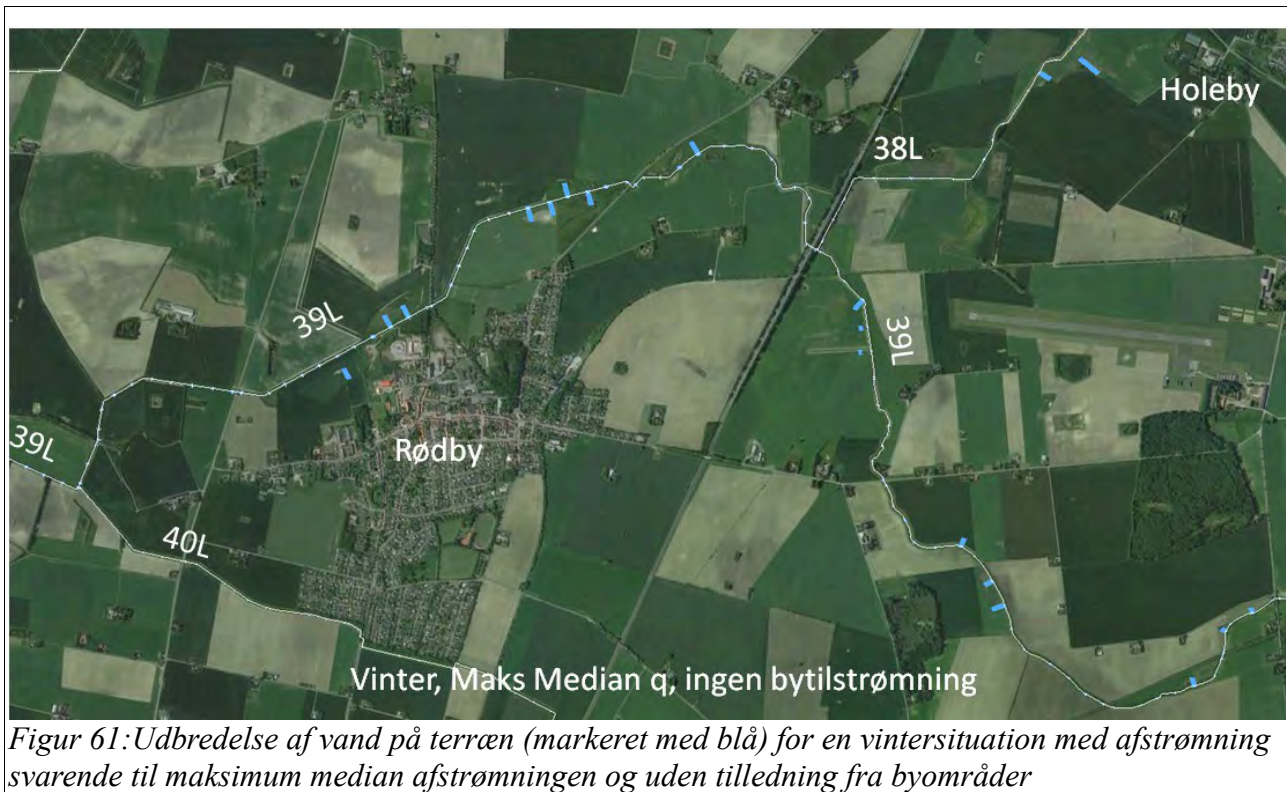 Holeby
38L
39L
39L
39L
Rødby
40L
Vinter, Maks Median q, ingen bytilstrømning
Figur 61:Udbredelse af vand på terræn (markeret med blå) for en vintersituation med afstrømning
svarende til maksimum median afstrømningen og uden tilledning fra byområder